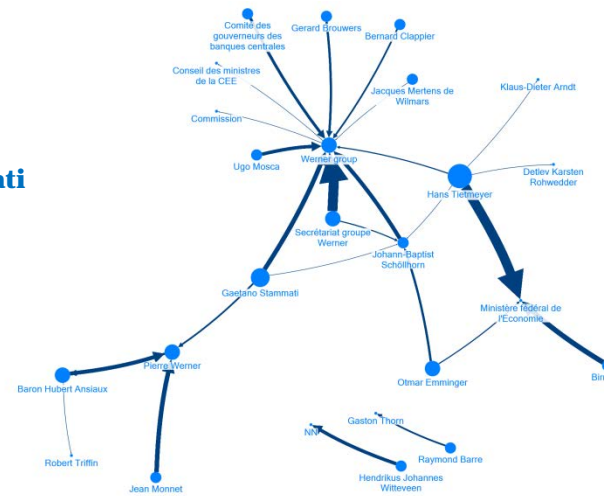 Comité des
gouverneurs des
banques centrales
Gerard Brouwers
Bernard Clappier
Conseil des ministres
de la CEE
Jacques Mertens de
Wilmars
Klaus-Dieter Arndt
Commission
Ugo Mosca
Werner group
Detlev Karsten
Rohwedder
Hans Tietmeyer
ti
Secrétariat groupe
Werner
Johann-Baptist
Schöllhorn
Gaetano Stammati
Ministère fédéral de
l'Economie
Pierre Werner
Baron Hubert Ansiaux
Otmar Emminger
Bin
Gaston Thorn
NN
Robert Triffin
Raymond Barre
Jean Monnet
Hendrikus Johannes
Witteveen